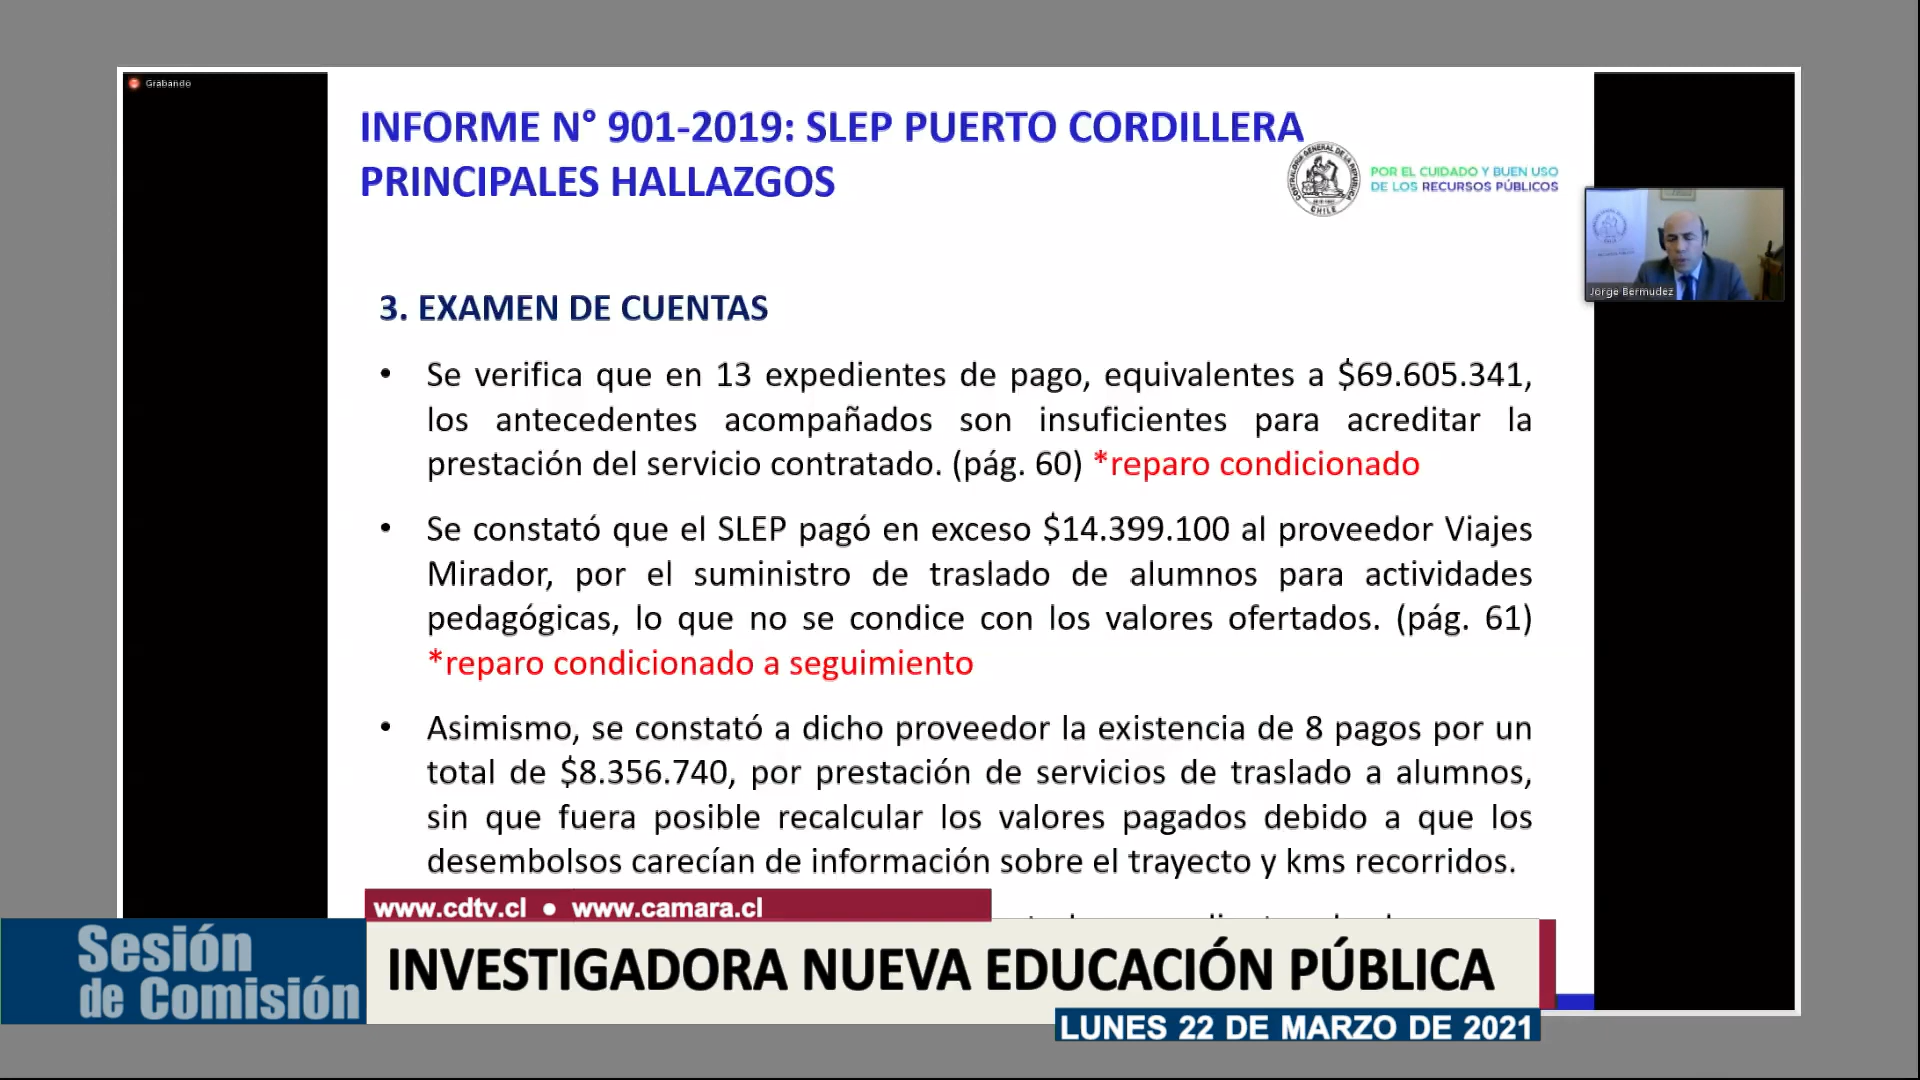 Grabando
INFORME N° 901-2019: SLEP PUERTO CORDILLERA
PRINCIPALES HALLAZGOS
CONTRALORÍA GENERAL DE LA REPÚBLICA
CHILE
POR EL CUIDADO Y BUEN USO
DE LOS RECURSOS PÚBLICOS
Jorge Bermudez
3. EXAMEN DE CUENTAS
• Se verifica que en 13 expedientes de pago, equivalentes a $69.605.341,
los antecedentes acompañados son insuficientes para acreditar la
prestación del servicio contratado. (pág. 60) *reparo condicionado
• Se constató que el SLEP pagó en exceso $14.399.100 al proveedor Viajes
Mirador, por el suministro de traslado de alumnos para actividades
pedagógicas, lo que no se condice con los valores ofertados. (pág. 61)
*reparo condicionado a seguimiento
• Asimismo, se constató a dicho proveedor la existencia de 8 pagos por un
total de $8.356.740, por prestación de servicios de traslado a alumnos,
sin que fuera posible recalcular los valores pagados debido a que los
desembolsos carecían de información sobre el trayecto y kms recorridos.
www.cdtv.cl • www.camara.cl
Sesión
de Comisión
INVESTIGADORA NUEVA EDUCACIÓN PÚBLICA
LUNES 22 DE MARZO DE 2021